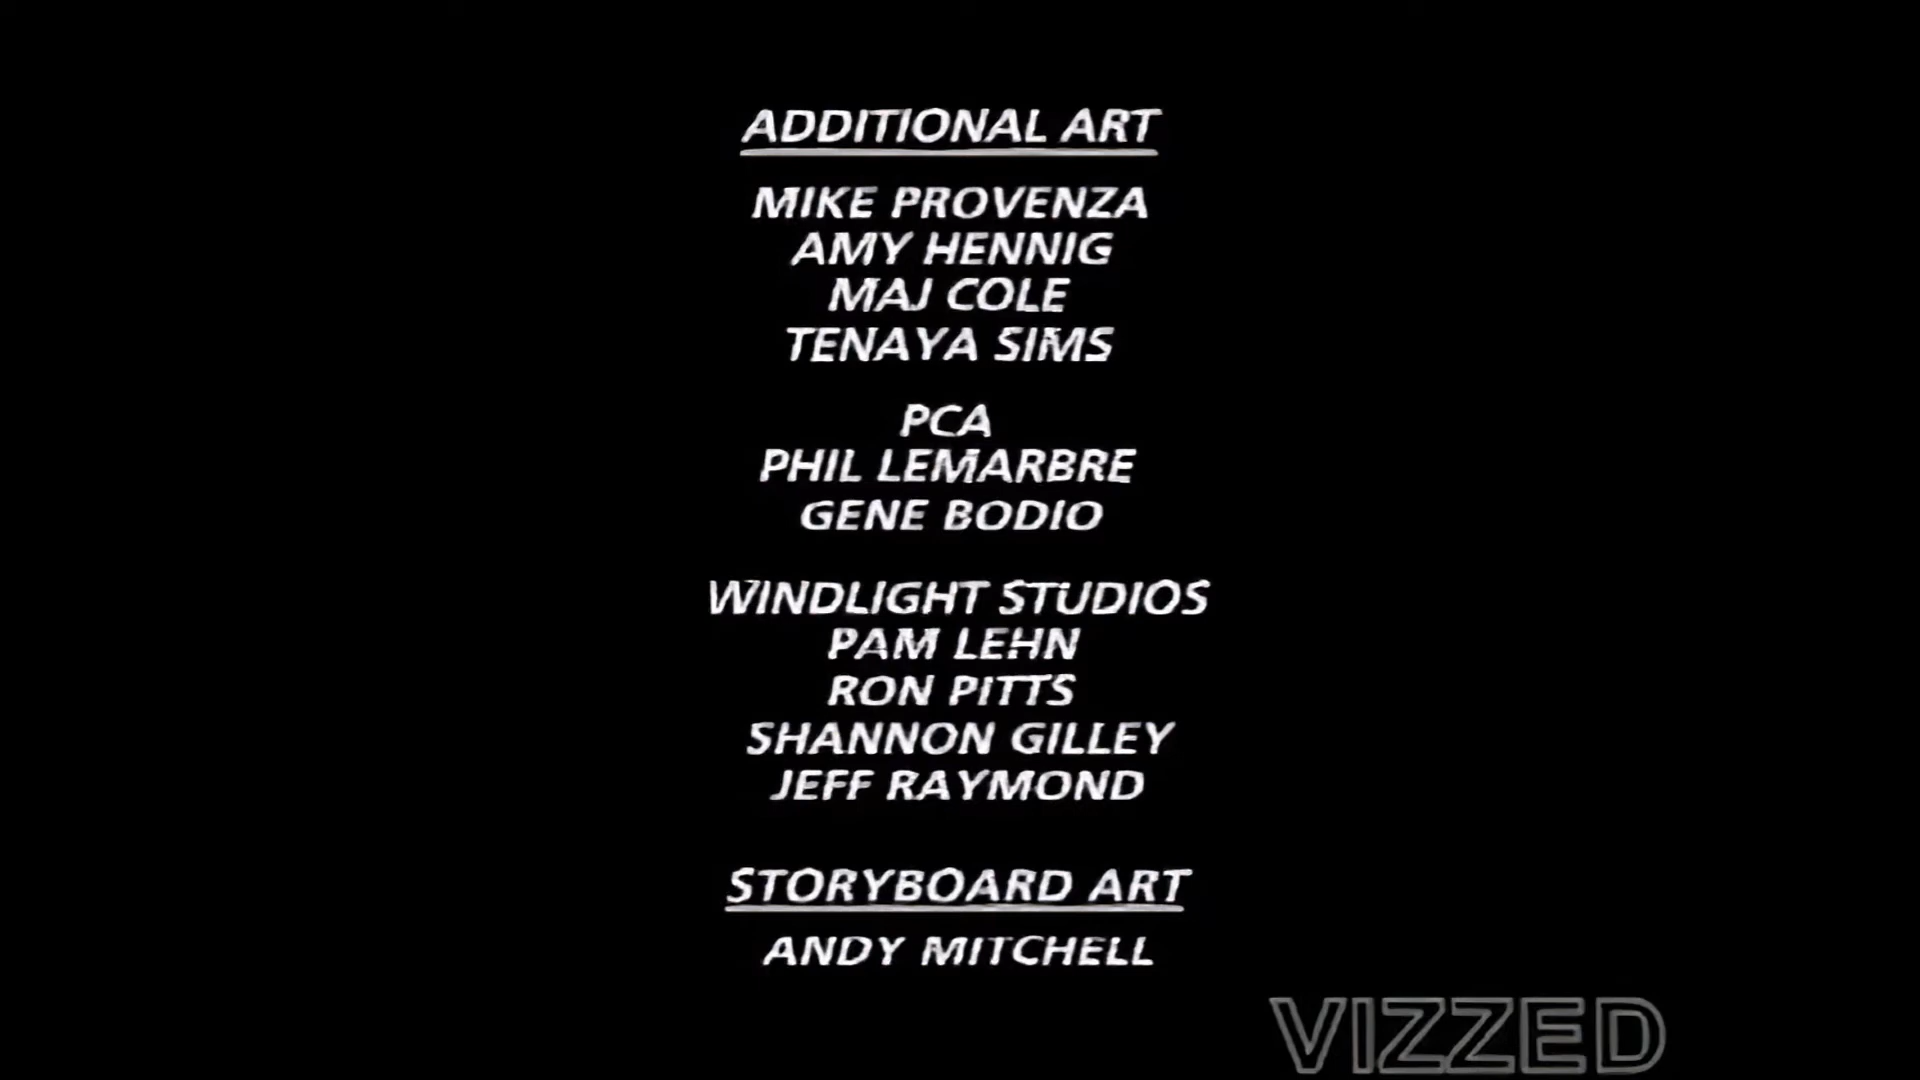 ADDITIONAL ART
MIKE PROVENZA
AMY HENNIG
MAJ COLE
TENAYA SIMS
PCA
PHIL LEMARBRE
GENE BODIO
WINDLIGHT STUDIOS
PAM LEHN
RON PITTS
SHANNON GILLEY
JEFF RAYMOND
STORYBOARD ART
ANDY MITCHELL
VIZZED